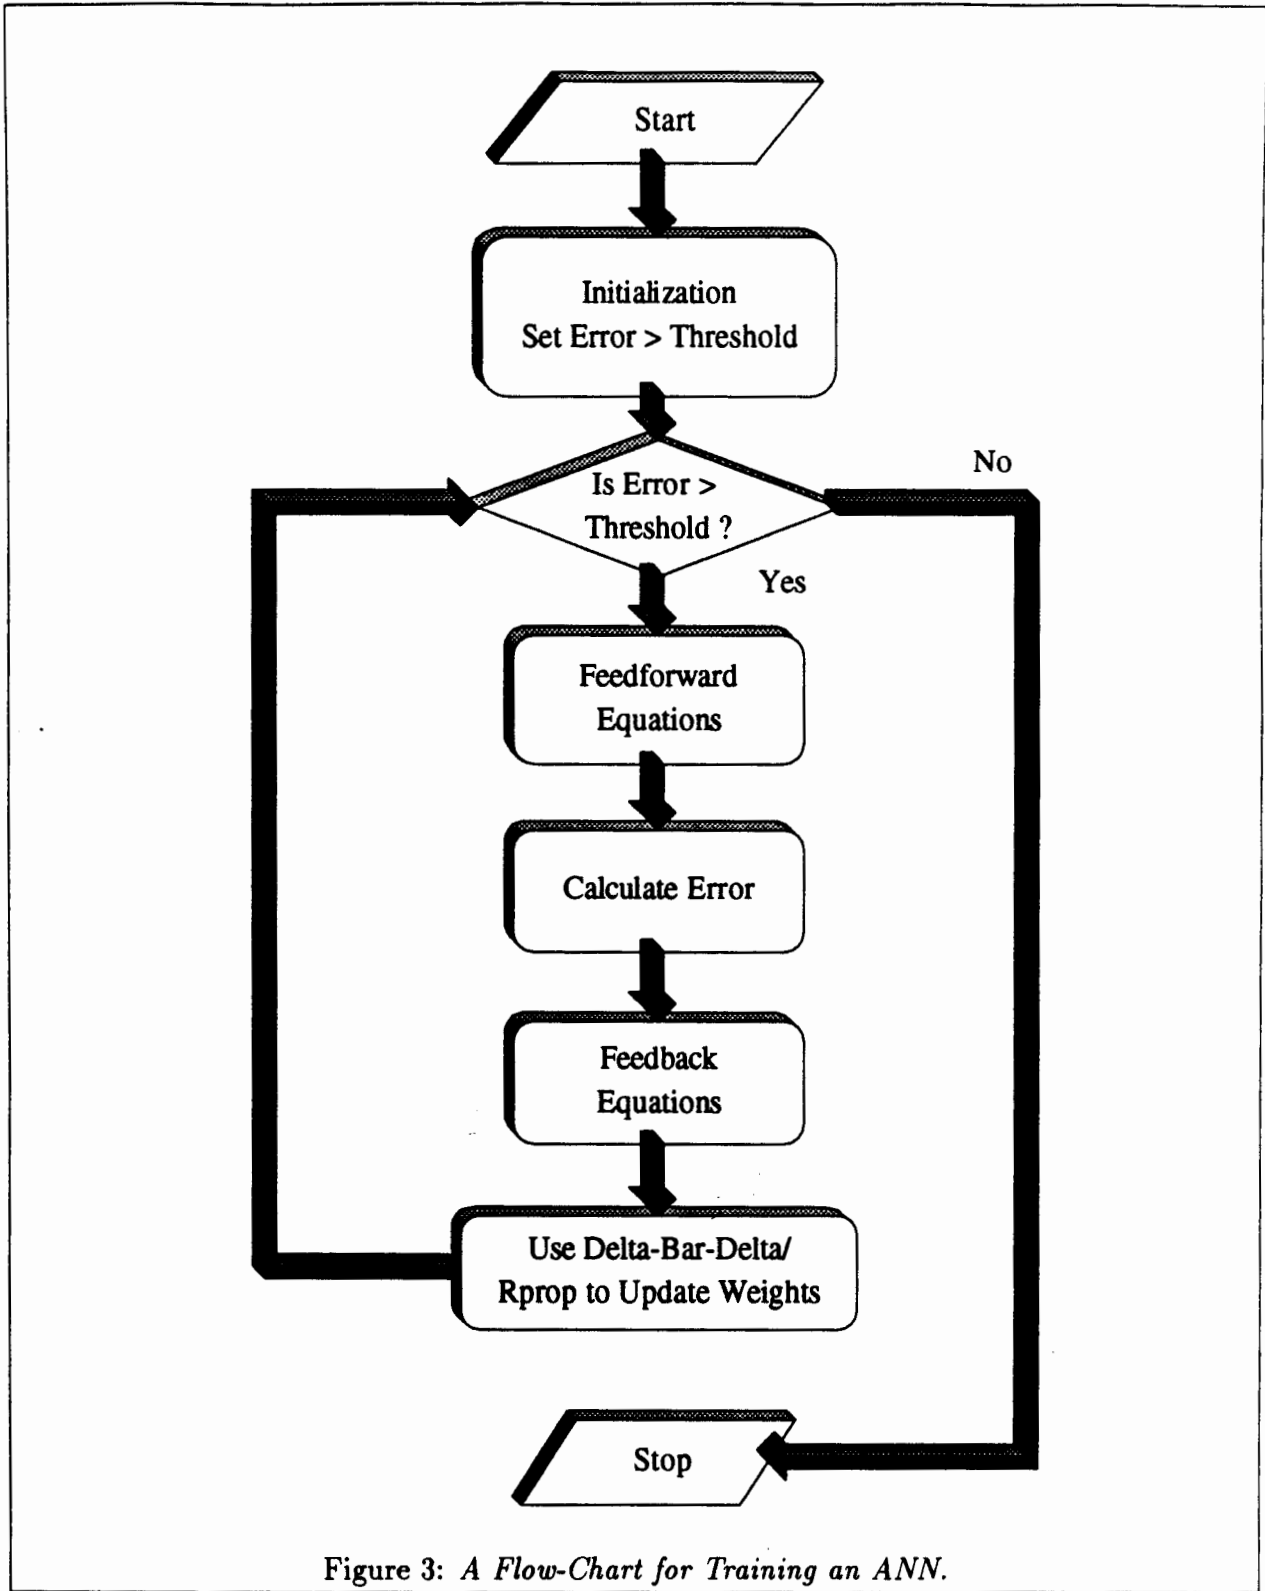 Start
Initialization
Set Error > Threshold
Is Error >
Threshold ?
No
Yes
Feedforward
Equations
Calculate Error
Feedback
Equations
Use Delta-Bar-Delta/
Rprop to Update Weights
Stop
Figure 3: A Flow-Chart for Training an ANN.